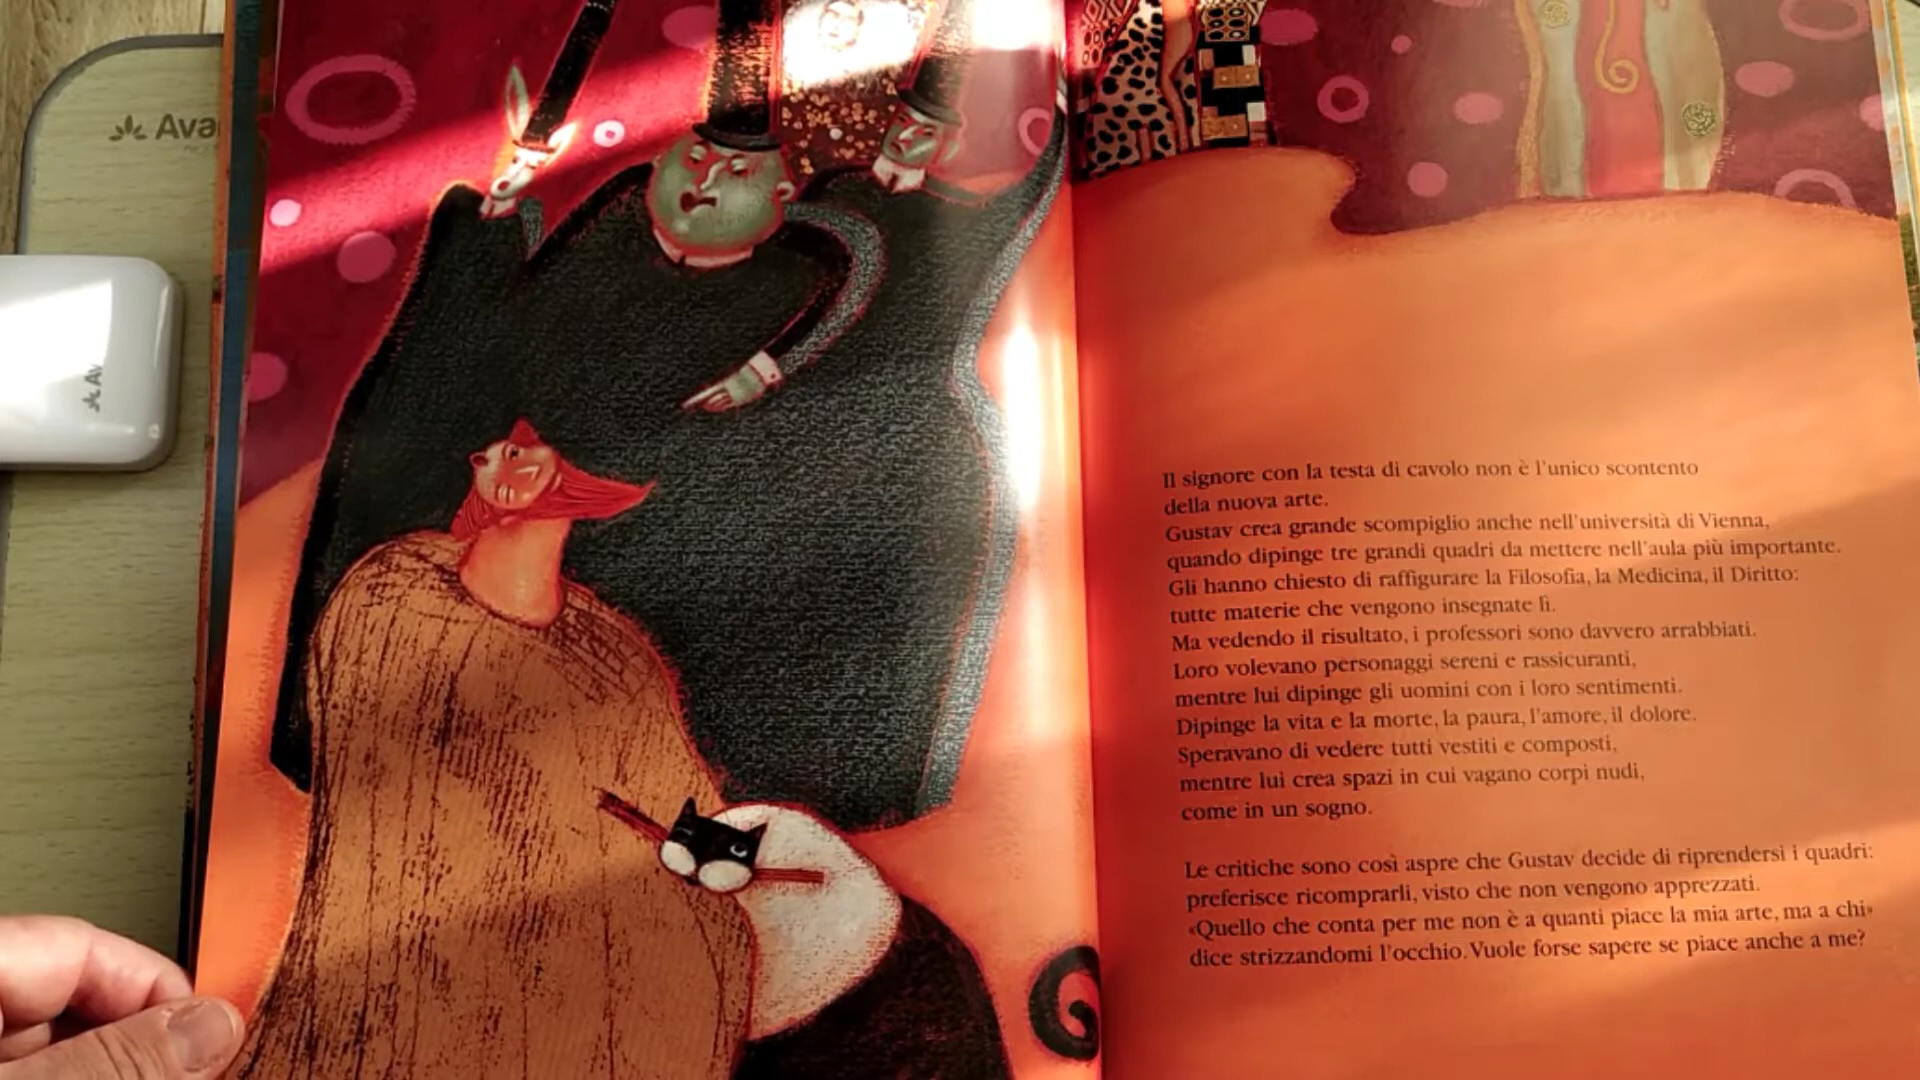 Ava
Av
Il signore con la testa di cavolo non è l'unico scontento
della nuova arte.
Gustav crea grande scompiglio anche nell'università di Vienna,
quando dipinge tre grandi quadri da mettere nell'aula più importante.
Gli hanno chiesto di raffigurare la Filosofia, la Medicina, il Diritto:
tutte materie che vengono insegnate lì.
Ma vedendo il risultato, i professori sono davvero arrabbiati.
Loro volevano personaggi sereni e rassicuranti,
mentre lui dipinge gli uomini con i loro sentimenti.
Dipinge la vita e la morte, la paura, l'amore, il dolore.
Speravano di vedere tutti vestiti e composti,
mentre lui crea spazi in cui vagano corpi nudi,
come in un sogno.
Le critiche sono così aspre che Gustav decide di riprendersi i quadri:
preferisce ricomprarli, visto che non vengono apprezzati.
«Quello che conta per me non è a quanti piace la mia arte, ma a chi»
dice strizzandomi l'occhio. Vuole forse sapere se piace anche a me?